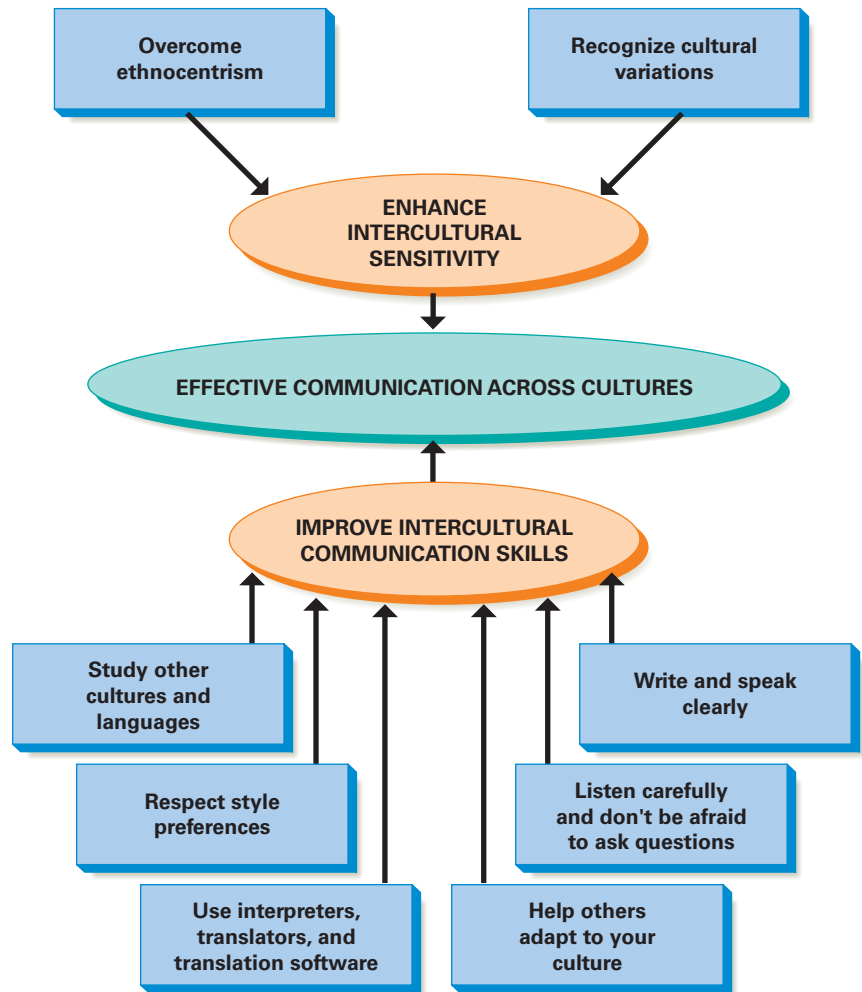 Overcome
ethnocentrism
Recognize cultural
variations
ENHANCE
INTERCULTURAL
SENSITIVITY
EFFECTIVE COMMUNICATION ACROSS CULTURES
IMPROVE INTERCULTURAL
COMMUNICATION SKILLS
Study other
cultures and
languages
Write and speak
clearly
Respect style
preferences
Listen carefully
and don't be afraid
to ask questions
Use interpreters,
translators, and
translation software
Help others
adapt to your
culture